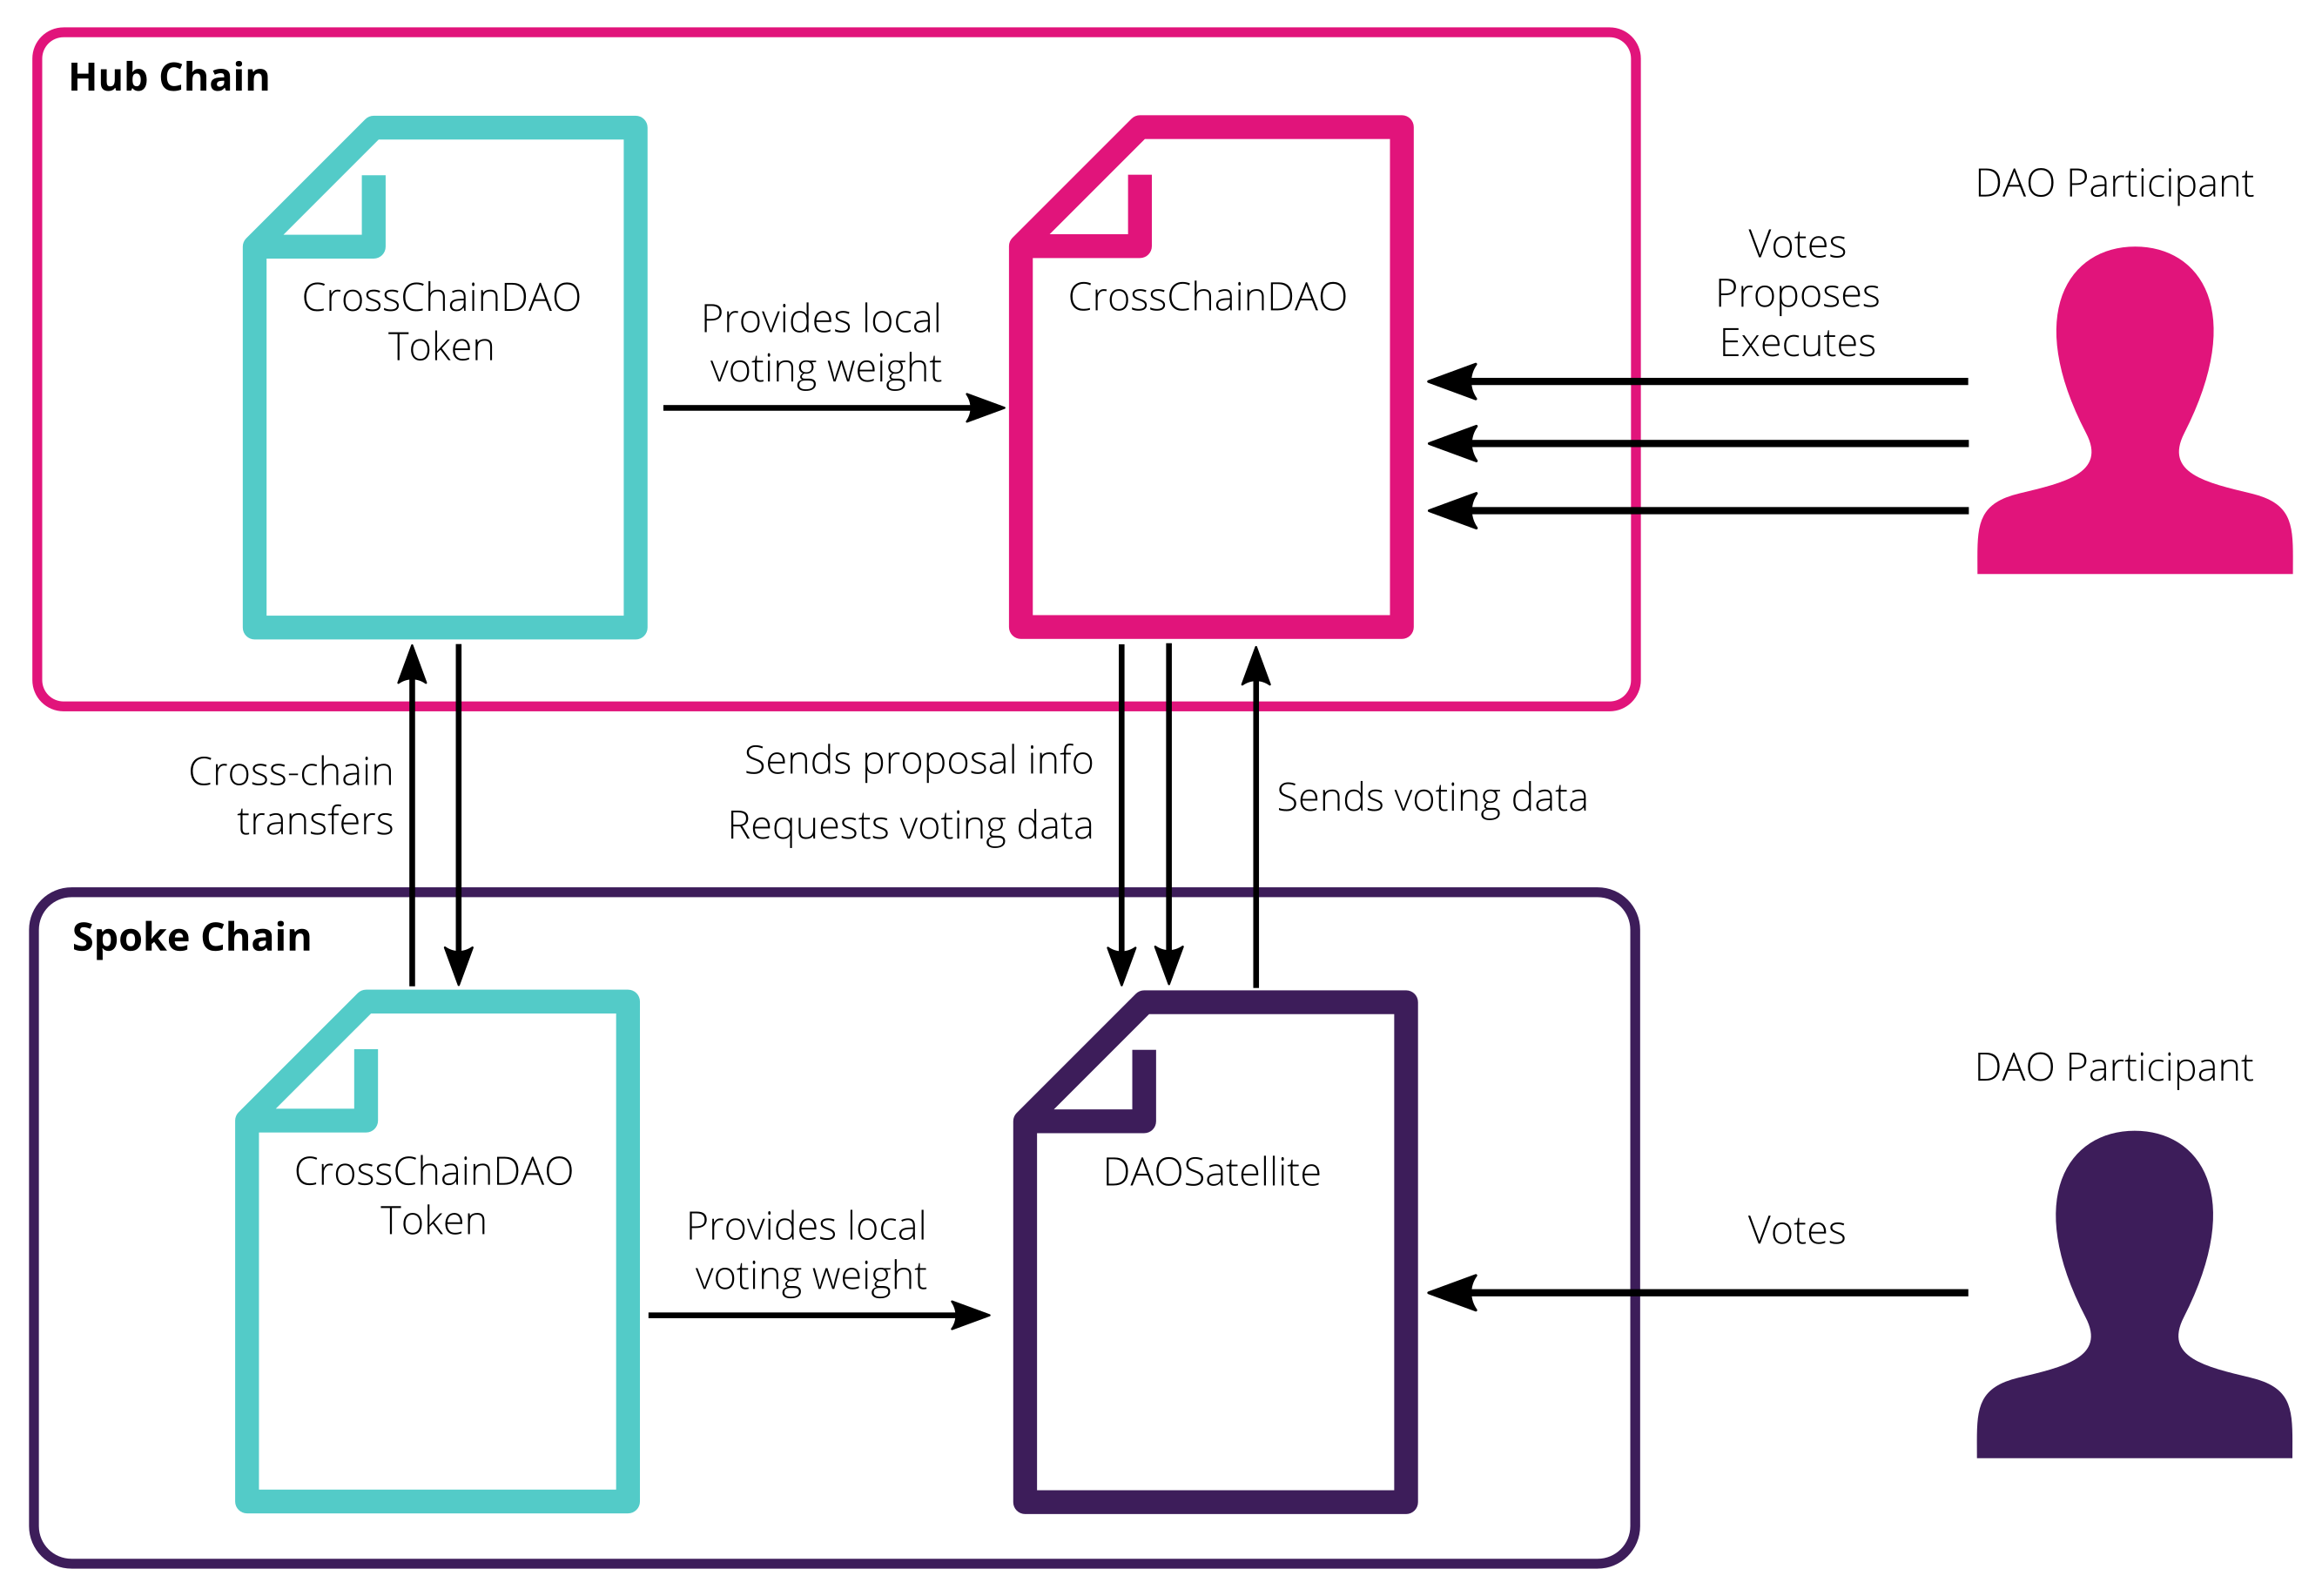 Hub Chain
CrossChainDAO
Token
Provides local
voting weight
CrossChainDAO
Votes
Proposes
Executes
DAO Participant
Cross-chain
transfers
Sends proposal info
Requests voting data
Sends voting data
Spoke Chain
CrossChainDAO
Token
Provides local
voting weight
DAOSatellite
Votes
DAO Participant